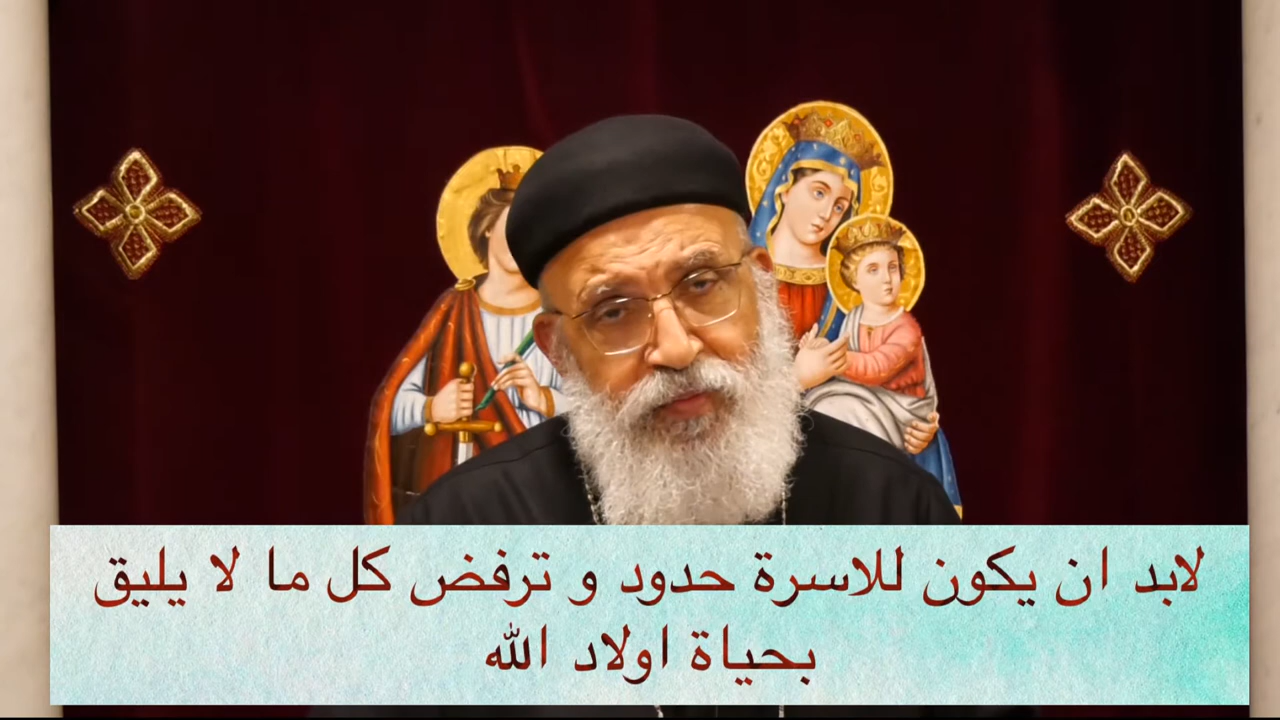 لابد ان يكون للاسرة حدود و ترفض كل ما لا يليق
بحياة اولاد الله